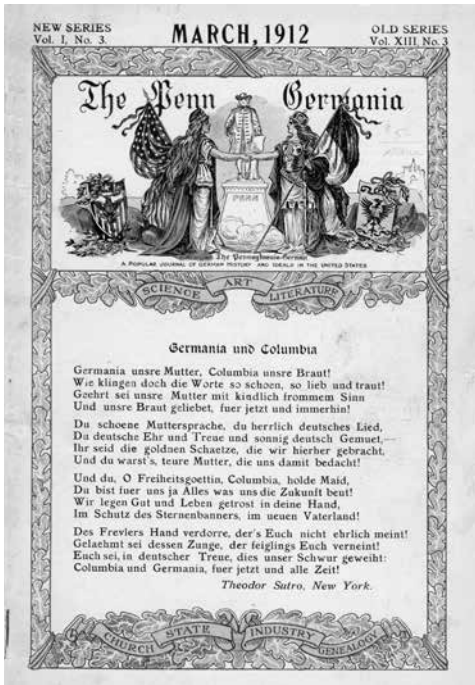 NEW SERIES
Vol. I, No. 3.
MARCH, 1912
OLD SERIES
Vol. XIII, No. 3
The Penn Germania
PENN
The Pennsylvania-German
A POPULAR JOURNAL OF GERMAN HISTORY AND IDEALS IN THE UNITED STATES
SCIENCE ART LITERATURE
Germania und Columbia
Germania unsre Mutter, Columbia unsre Braut!
Wie klingen doch die Worte so schoen, so lieb und traut!
Geehrt sei unsre Mutter mit kindlich frommem Sinn
Und unsre Braut geliebet, fuer jetzt und immerhin!
Du schoene Muttersprache, du herrlich deutsches Lied,
Du deutsche Ehr und Treue und sonnig deutsch Gemuet,—
Ihr seid die goldnen Schaetze, die wir hierher gebracht,
Und du warst's, teure Mutter, die uns damit bedacht!
Und du, O Freiheitsgoettin, Columbia, holde Maid,
Du bist fuer uns ja Alles was uns die Zukunft beut!
Wir legen Gut und Leben getrost in deine Hand,
Im Schutz des Sternenbanners, im ueuen Vaterland!
Des Frevlers Hand verdorre, der's Euch nicht ehrlich meint!
Gelaehmt sei dessen Zunge, der feiglings Euch verneint!
Euch sei, in deutscher Treue, dies unser Schwur geweiht:
Columbia und Germania, fuer jetzt und alle Zeit!
Theodor Sutro, New York.
CHURCH STATE INDUSTRY GENEALOGY